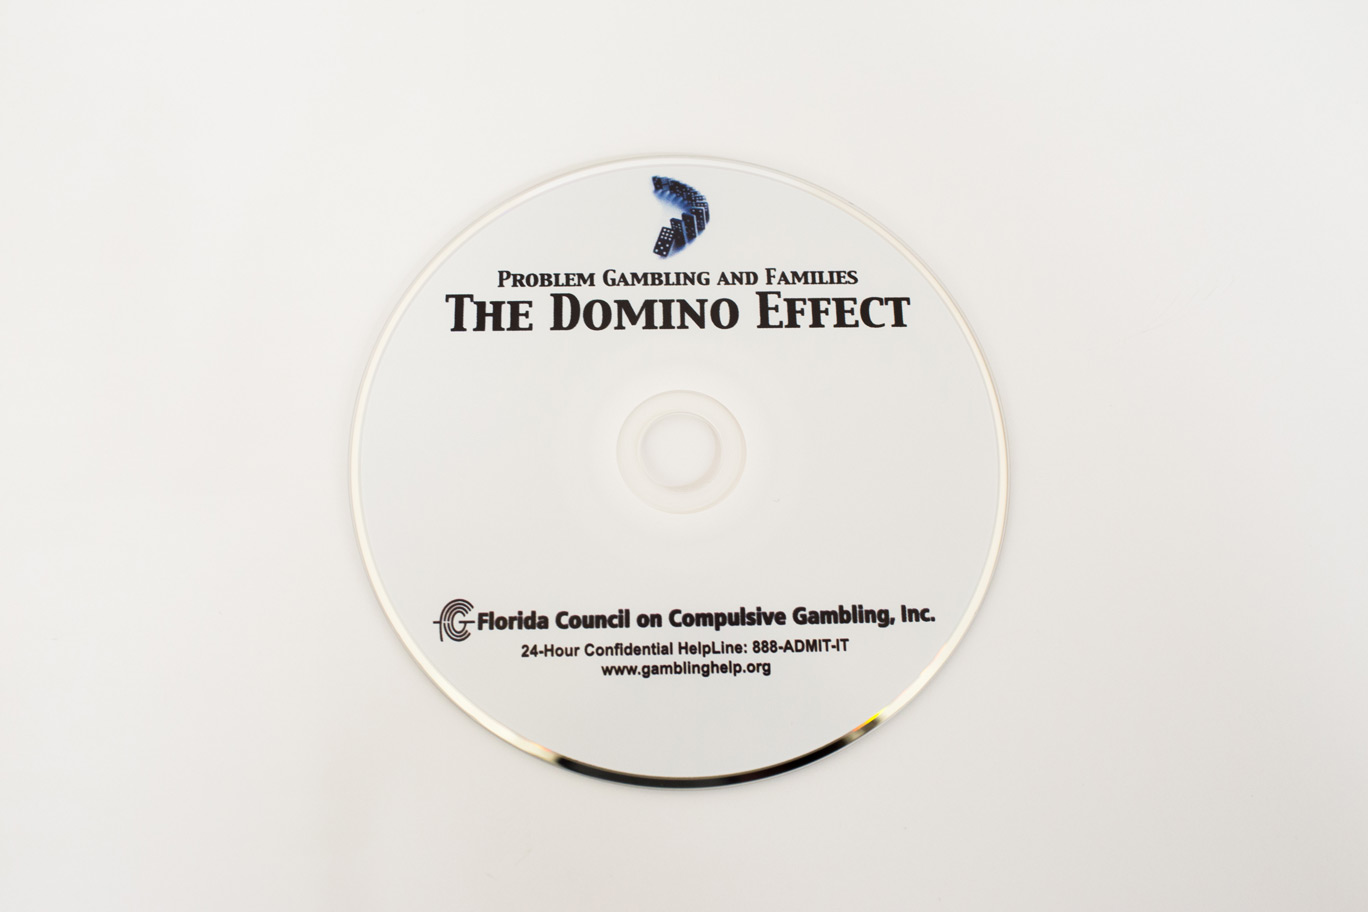 Problem Gambling and Families
The Domino Effect
Florida Council on Compulsive Gambling, Inc.
24-Hour Confidential HelpLine: 888-ADMIT-IT
www.gamblinghelp.org